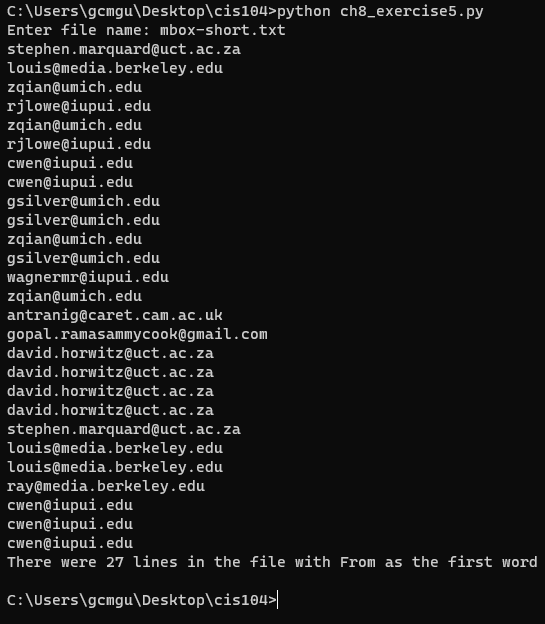 C:\Users\gcmgu\Desktop\cis104>python ch8_exercise5.py
Enter file name: mbox-short.txt
stephen.marquard@uct.ac.za
louis@media.berkeley.edu
zqian@umich.edu
rjlowe@iupui.edu
zqian@umich.edu
rjlowe@iupui.edu
cwen@iupui.edu
cwen@iupui.edu
gsilver@umich.edu
gsilver@umich.edu
zqian@umich.edu
gsilver@umich.edu
wagnermr@iupui.edu
zqian@umich.edu
antranig@caret.cam.ac.uk
gopal.ramasammycook@gmail.com
david.horwitz@uct.ac.za
david.horwitz@uct.ac.za
david.horwitz@uct.ac.za
david.horwitz@uct.ac.za
stephen.marquard@uct.ac.za
louis@media.berkeley.edu
louis@media.berkeley.edu
ray@media.berkeley.edu
cwen@iupui.edu
cwen@iupui.edu
cwen@iupui.edu
There were 27 lines in the file with From as the first word
C:\Users\gcmgu\Desktop\cis104>